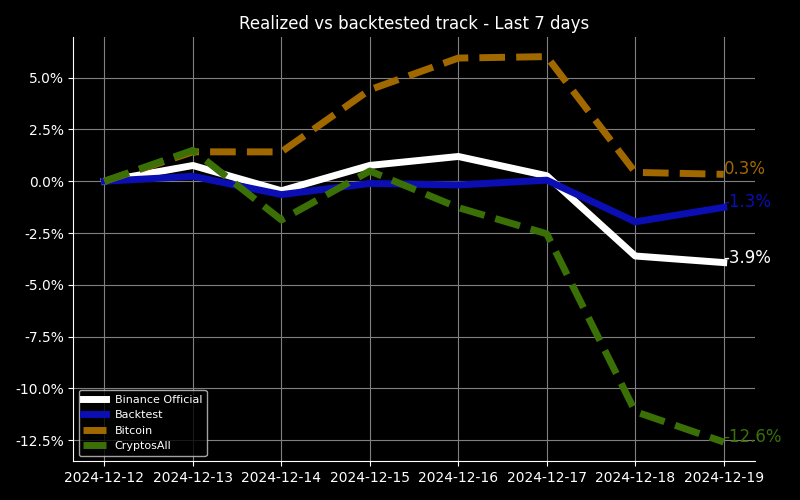 Realized vs backtested track - Last 7 days
5.0%
2.5%
0.0%
-2.5%
-5.0%
-7.5%
-10.0%
-12.5%
0.3%
-1.3%
-3.9%
-12.6%
Binance Official
Backtest
Bitcoin
CryptosAll
2024-12-12 2024-12-13 2024-12-14 2024-12-15 2024-12-16 2024-12-17 2024-12-18 2024-12-19